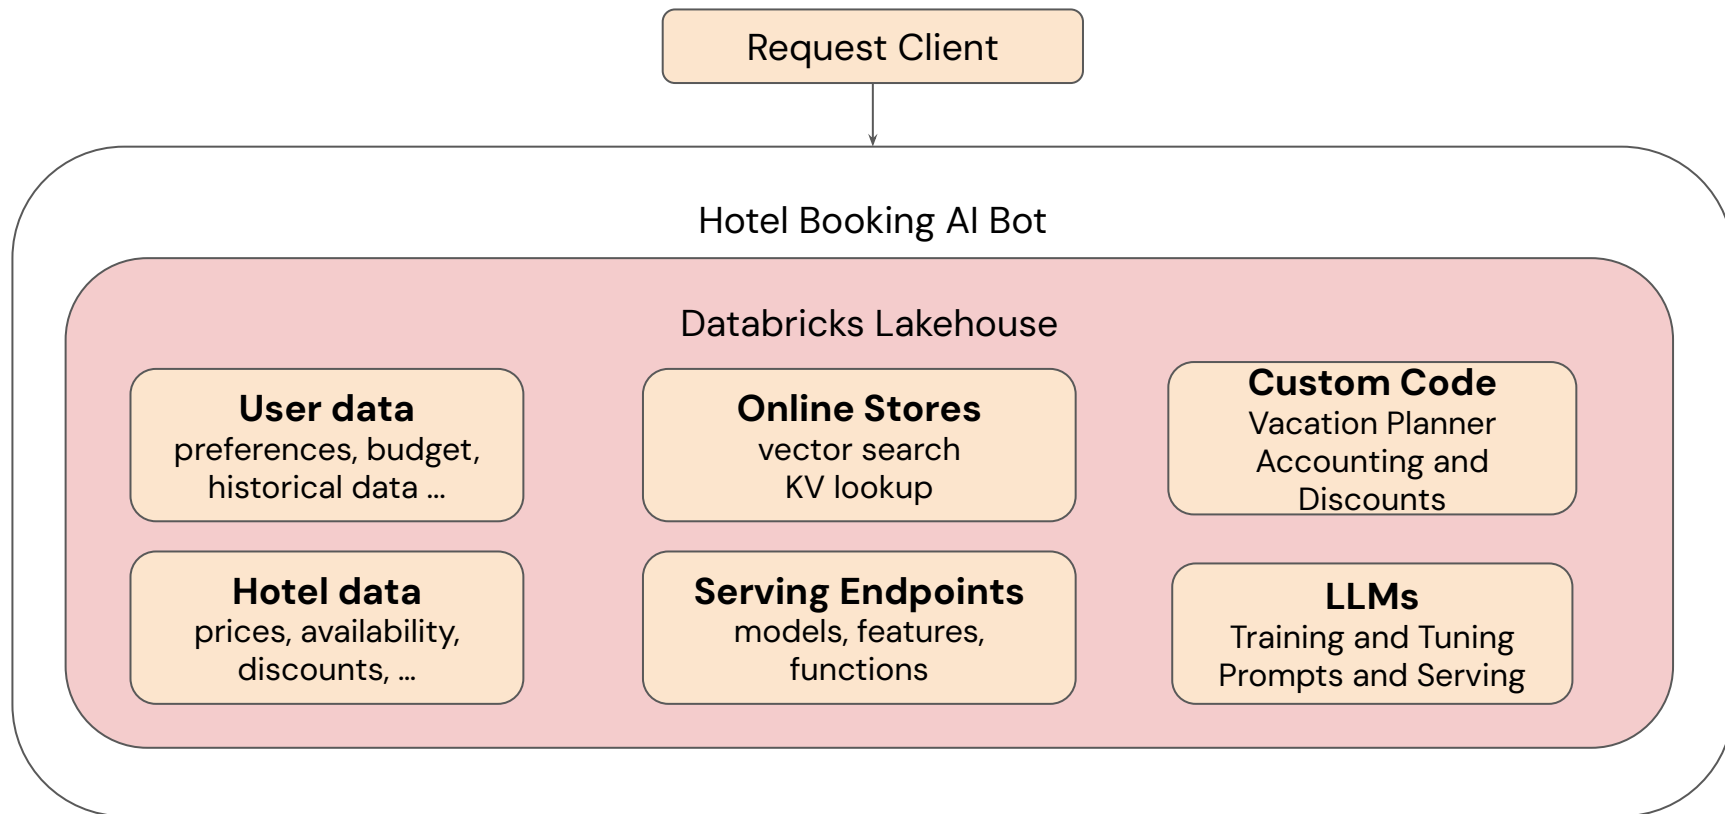 Request Client
Hotel Booking AI Bot
Databricks Lakehouse
User data
preferences, budget,
historical data ...
Online Stores
vector search
KV lookup
Custom Code
Vacation Planner
Accounting and
Discounts
Hotel data
prices, availability,
discounts, ...
Serving Endpoints
models, features,
functions
LLMs
Training and Tuning
Prompts and Serving